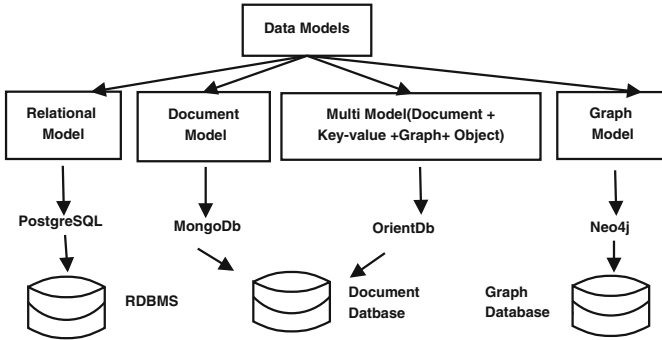 Data Models
Relational
Model
Document
Model
Multi Model(Document +
Key-value +Graph+ Object)
Graph
Model
PostgreSQL
MongoDb
OrientDb
Neo4j
RDBMS
Document
Datbase
Graph
Database